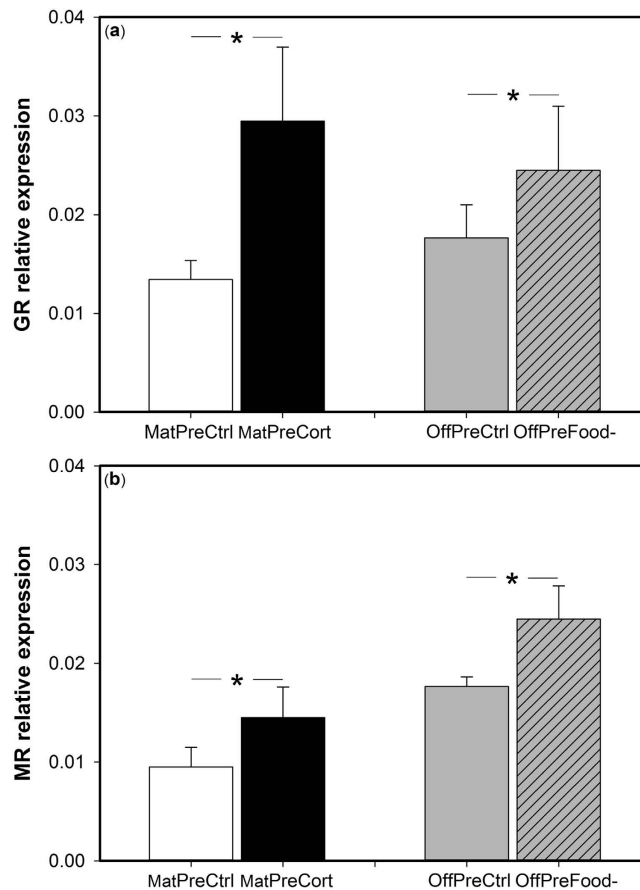 (a)
0.04
*
*
0.03
0.02
0.01
0.00
GR relative expression
MatPreCtrl MatPreCort OffPreCtrl OffPreFood-
(b)
0.04
0.03
*
*
0.02
0.01
0.00
MR relative expression
MatPreCtrl MatPreCort OffPreCtrl OffPreFood-